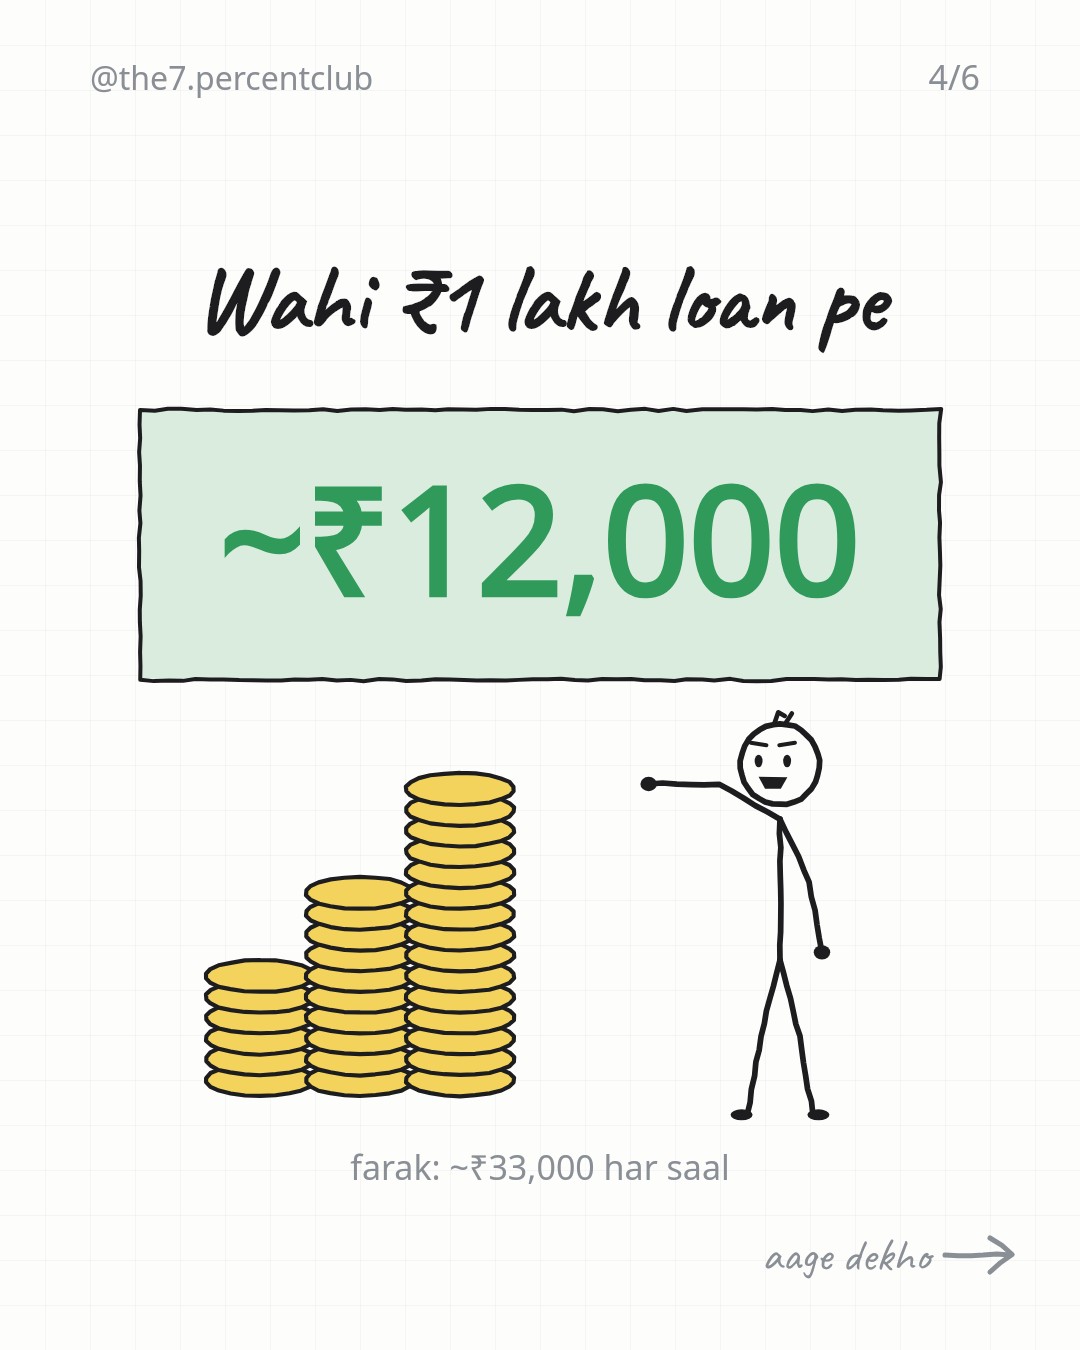 @the7.percentclub
4/6
Wahi ₹1 lakh loan pe
~₹12,000
farak: ~₹33,000 har saal
aage dekho